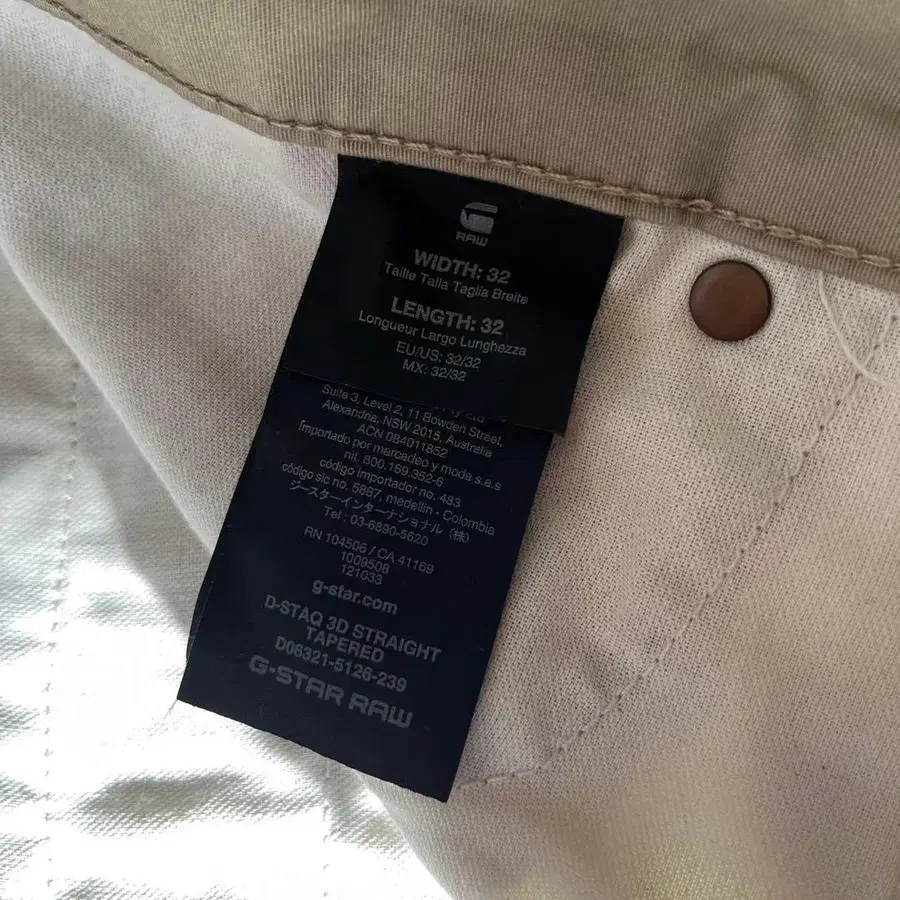 RAW
WIDTH: 32
Taille Talla Taglia Breite
LENGTH: 32
Longueur Largo Lunghezza
EU/US: 32/32
MX: 32/32
Suite 3, Level 2, 11 Bowden Street,
Alexandria, NSW 2015, Australia
ACN 084011852
Importado por mercadeo y moda s.a.s
nit. 800.169.352-6
código importador no. 483
código sic no. 5887, medellin - Colombia
ジースターインターナショナル（株）
Tel : 03-6890-5620
RN 104506 / CA 41169
1009508
121033
g-star.com
D-STAQ 3D STRAIGHT
TAPERED
D06321-5126-239
G-STAR RAW